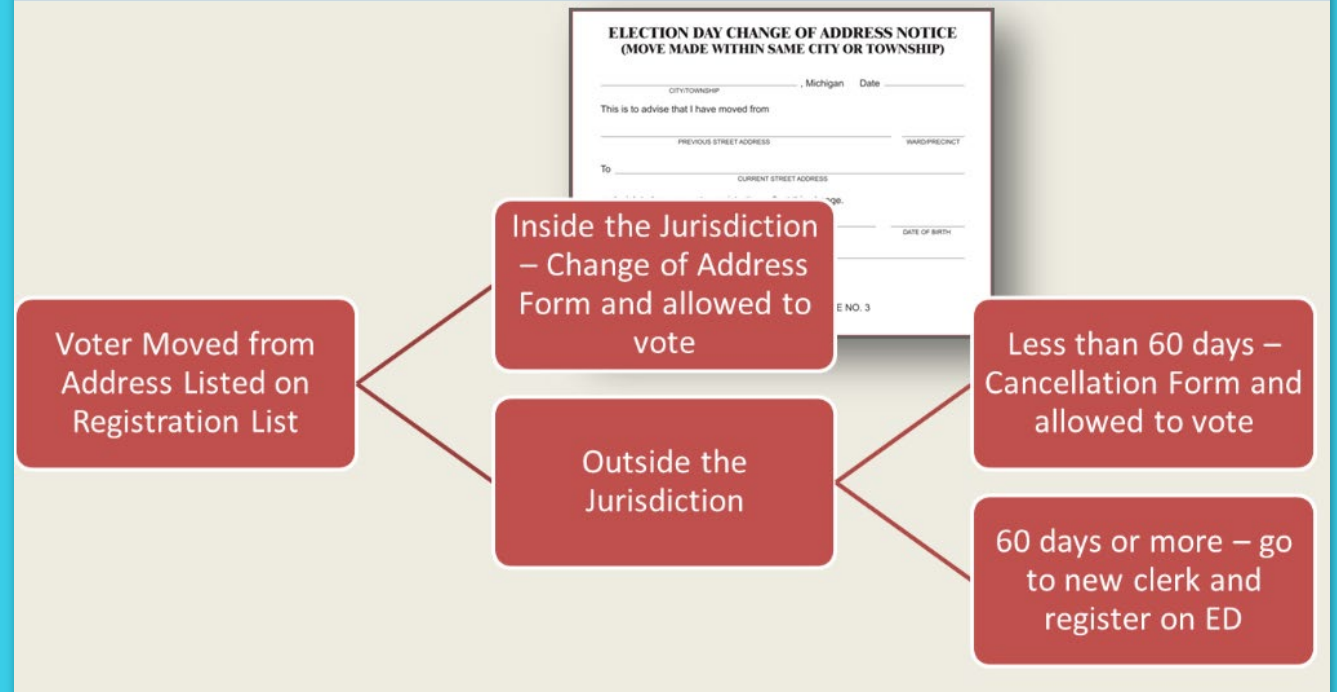 ELECTION DAY CHANGE OF ADDRESS NOTICE
(MOVE MADE WITHIN SAME CITY OR TOWNSHIP)
, Michigan Date
CITY/TOWNSHIP
This is to advise that I have moved from
PREVIOUS STREET ADDRESS WARD/PRECINCT
To
CURRENT STREET ADDRESS
DATE OF BIRTH
NO. 3
Voter Moved from
Address Listed on
Registration List
Inside the Jurisdiction
– Change of Address
Form and allowed to
vote
Outside the
Jurisdiction
Less than 60 days –
Cancellation Form and
allowed to vote
60 days or more – go
to new clerk and
register on ED